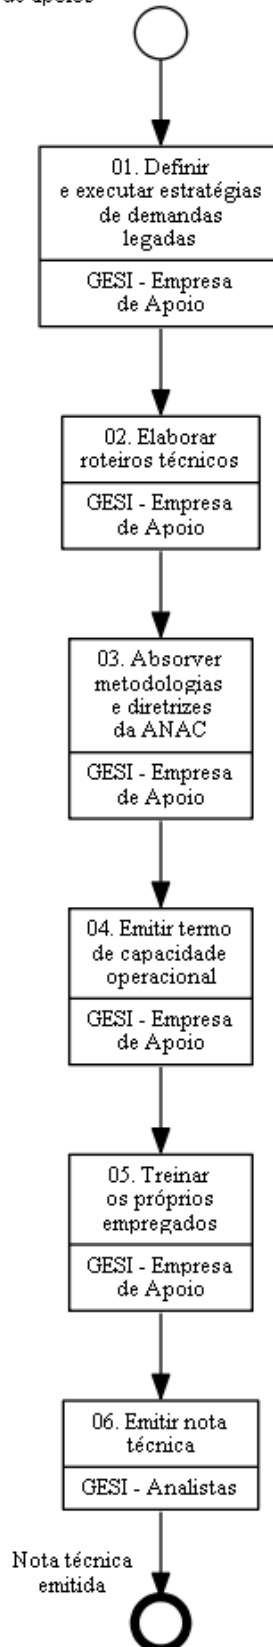 de apoios
01. Definir
e executar estratégias
de demandas
legadas
GESI - Empresa
de Apoio
02. Elaborar
roteiros técnicos
GESI - Empresa
de Apoio
03. Absorver
metodologias
e diretrizes
da ANAC
GESI - Empresa
de Apoio
04. Emitir termo
de capacidade
operacional
GESI - Empresa
de Apoio
05. Treinar
os próprios
empregados
GESI - Empresa
de Apoio
06. Emitir nota
técnica
GESI - Analistas
Nota técnica
emitida